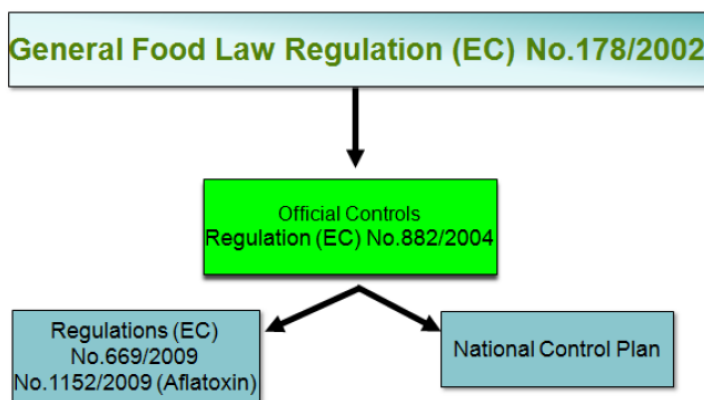 General Food Law Regulation (EC) No.178/2002
Official Controls
Regulation (EC) No.882/2004
Regulations (EC)
No.669/2009
No.1152/2009 (Aflatoxin)
National Control Plan